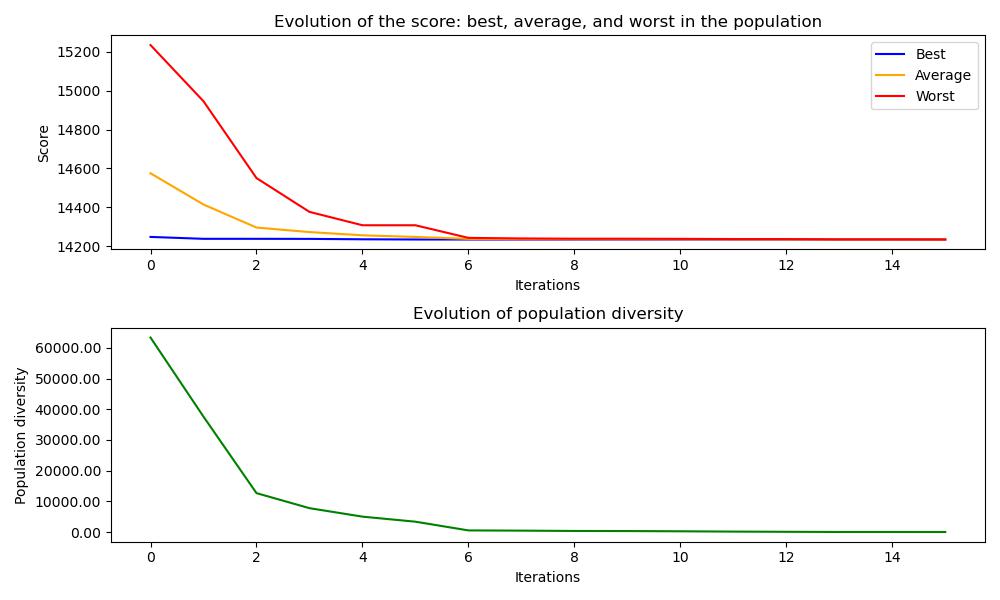 Evolution of the score: best, average, and worst in the population
15200
15000
14800
14600
14400
14200
Score
Best
Average
Worst
0 2 4 6 8 10 12 14
Iterations
Evolution of population diversity
60000.00
50000.00
40000.00
30000.00
20000.00
10000.00
0.00
Population diversity
0 2 4 6 8 10 12 14
Iterations